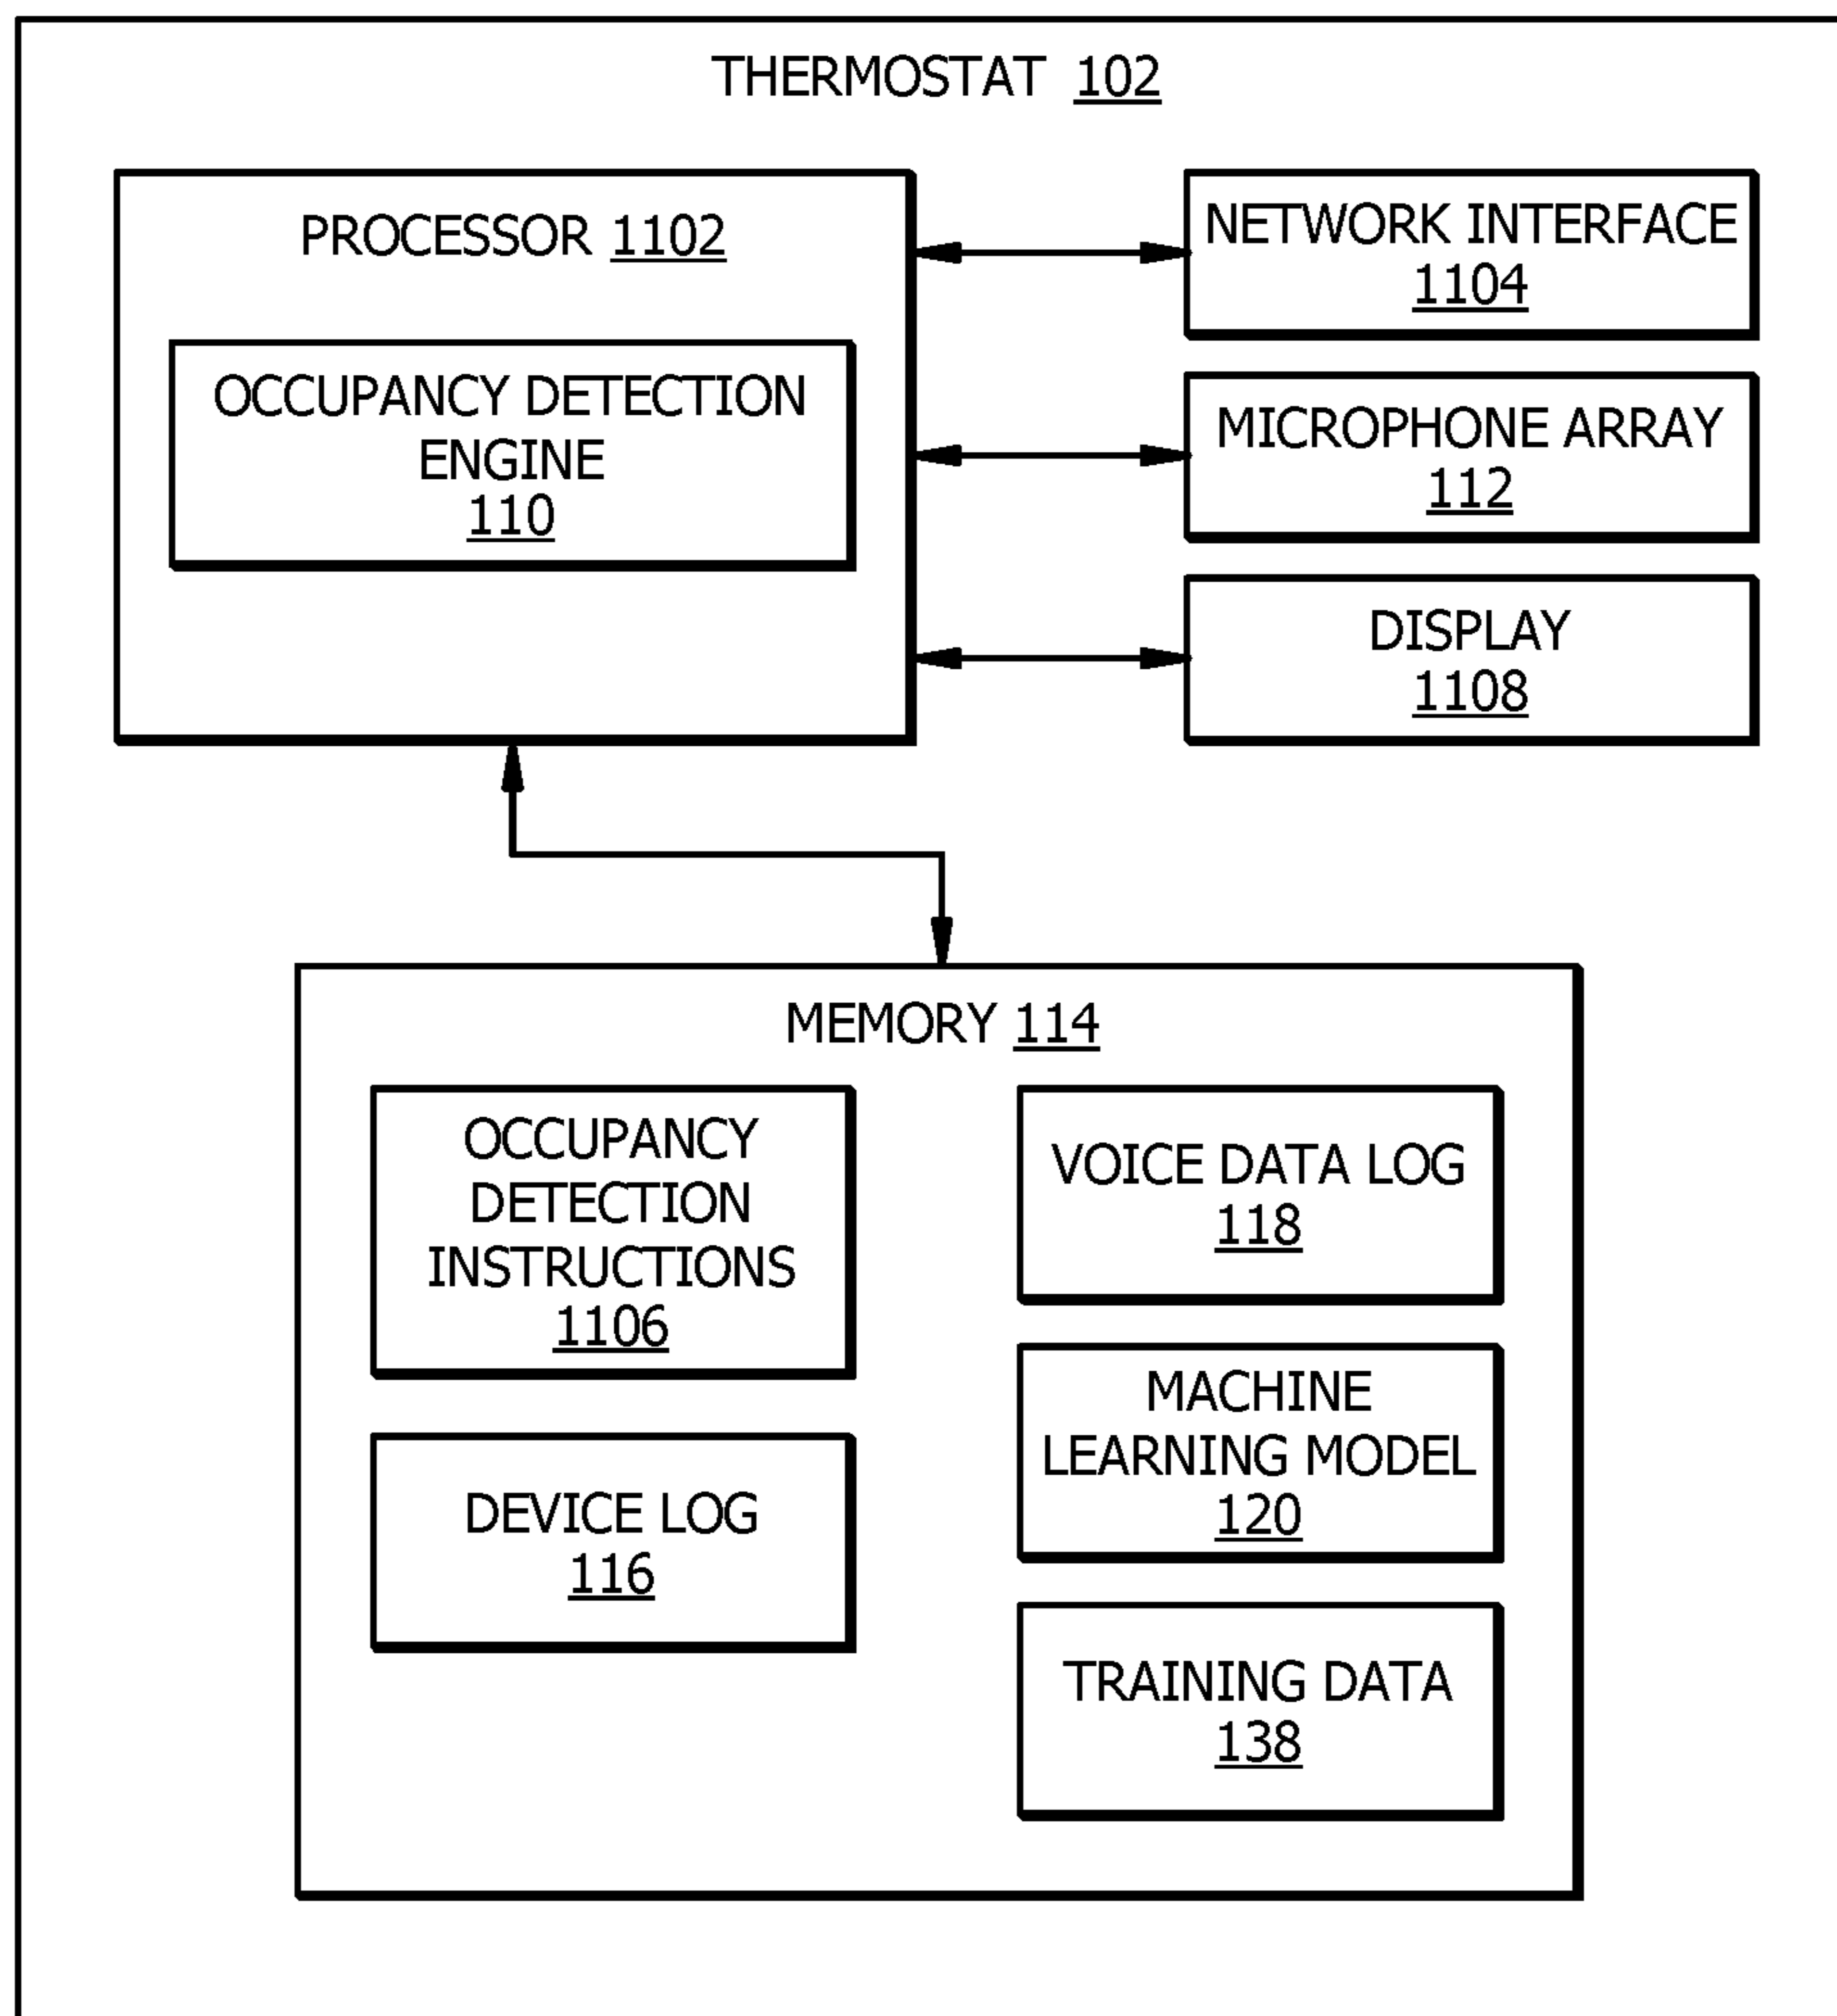 THERMOSTAT 102
PROCESSOR 1102
OCCUPANCY DETECTION
ENGINE
110
NETWORK INTERFACE
1104
MICROPHONE ARRAY
112
DISPLAY
1108
MEMORY 114
OCCUPANCY
DETECTION
INSTRUCTIONS
1106
DEVICE LOG
116
VOICE DATA LOG
118
MACHINE
LEARNING MODEL
120
TRAINING DATA
138